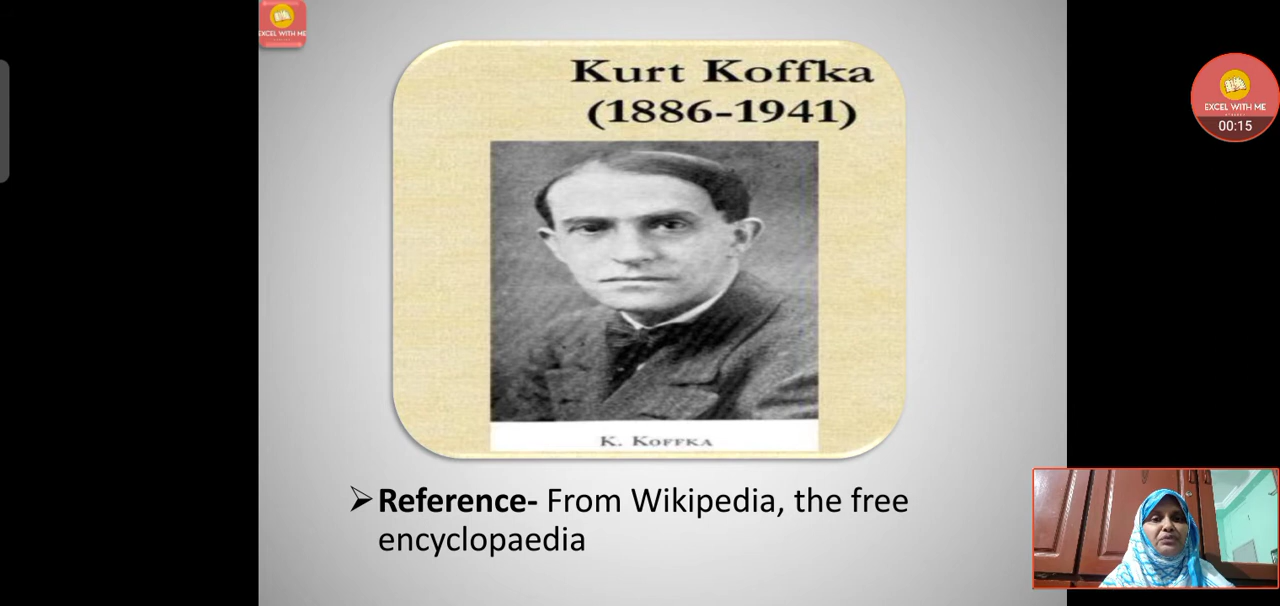 EXCEL WITH ME
Kurt Koffka
(1886-1941)
EXCEL WITH ME
00:15
K. KOFFKA
➢Reference- From Wikipedia, the free
encyclopaedia